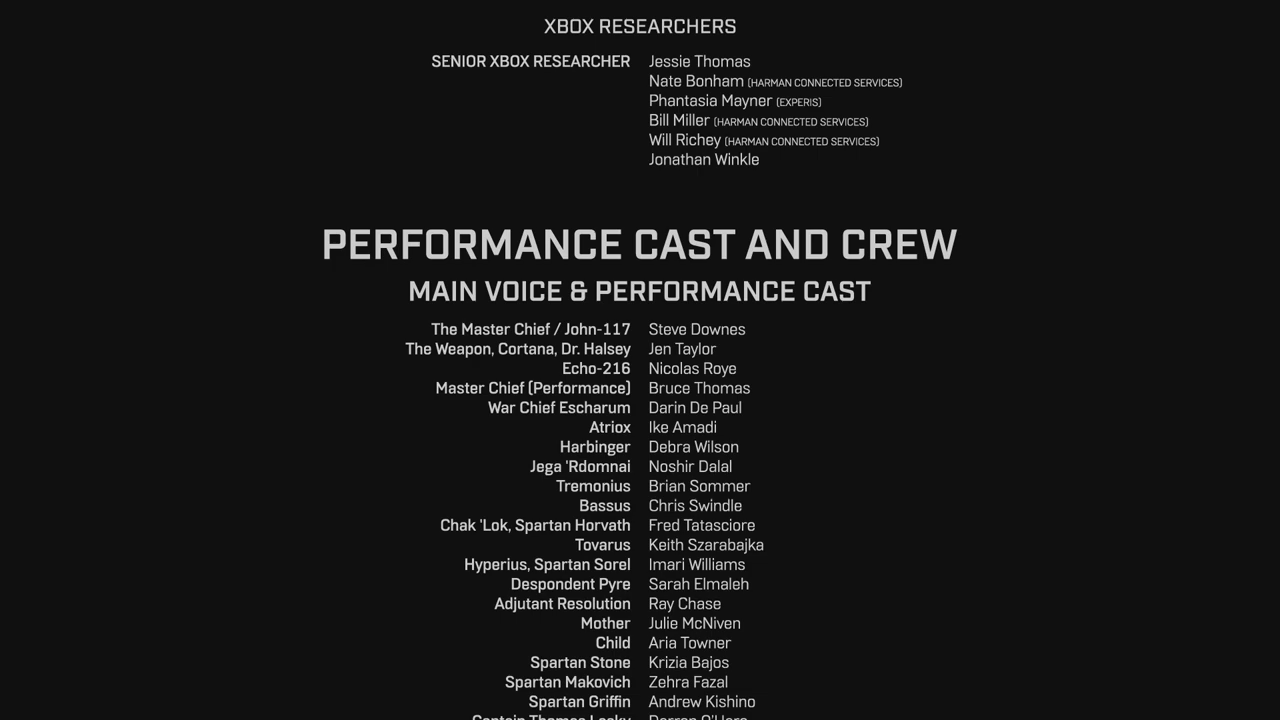 XBOX RESEARCHERS
SENIOR XBOX RESEARCHER Jessie Thomas
Nate Bonham (HARMAN CONNECTED SERVICES)
Phantasia Mayner (EXPERIS)
Bill Miller (HARMAN CONNECTED SERVICES)
Will Richey (HARMAN CONNECTED SERVICES)
Jonathan Winkle
PERFORMANCE CAST AND CREW
MAIN VOICE & PERFORMANCE CAST
The Master Chief / John-117 Steve Downes
The Weapon, Cortana, Dr. Halsey Jen Taylor
Echo-216 Nicolas Roye
Master Chief (Performance) Bruce Thomas
War Chief Escharum Darin De Paul
Atriox Ike Amadi
Harbinger Debra Wilson
Jega 'Rdomnai Noshir Dalal
Tremonius Brian Sommer
Bassus Chris Swindle
Chak 'Lok, Spartan Horvath Fred Tatasciore
Tovarus Keith Szarabajka
Hyperius, Spartan Sorel Imari Williams
Despondent Pyre Sarah Elmaleh
Adjutant Resolution Ray Chase
Mother Julie McNiven
Child Aria Towner
Spartan Stone Krizia Bajos
Spartan Makovich Zehra Fazal
Spartan Griffin Andrew Kishino
Captain Thomas Lasky Darren O'Hare